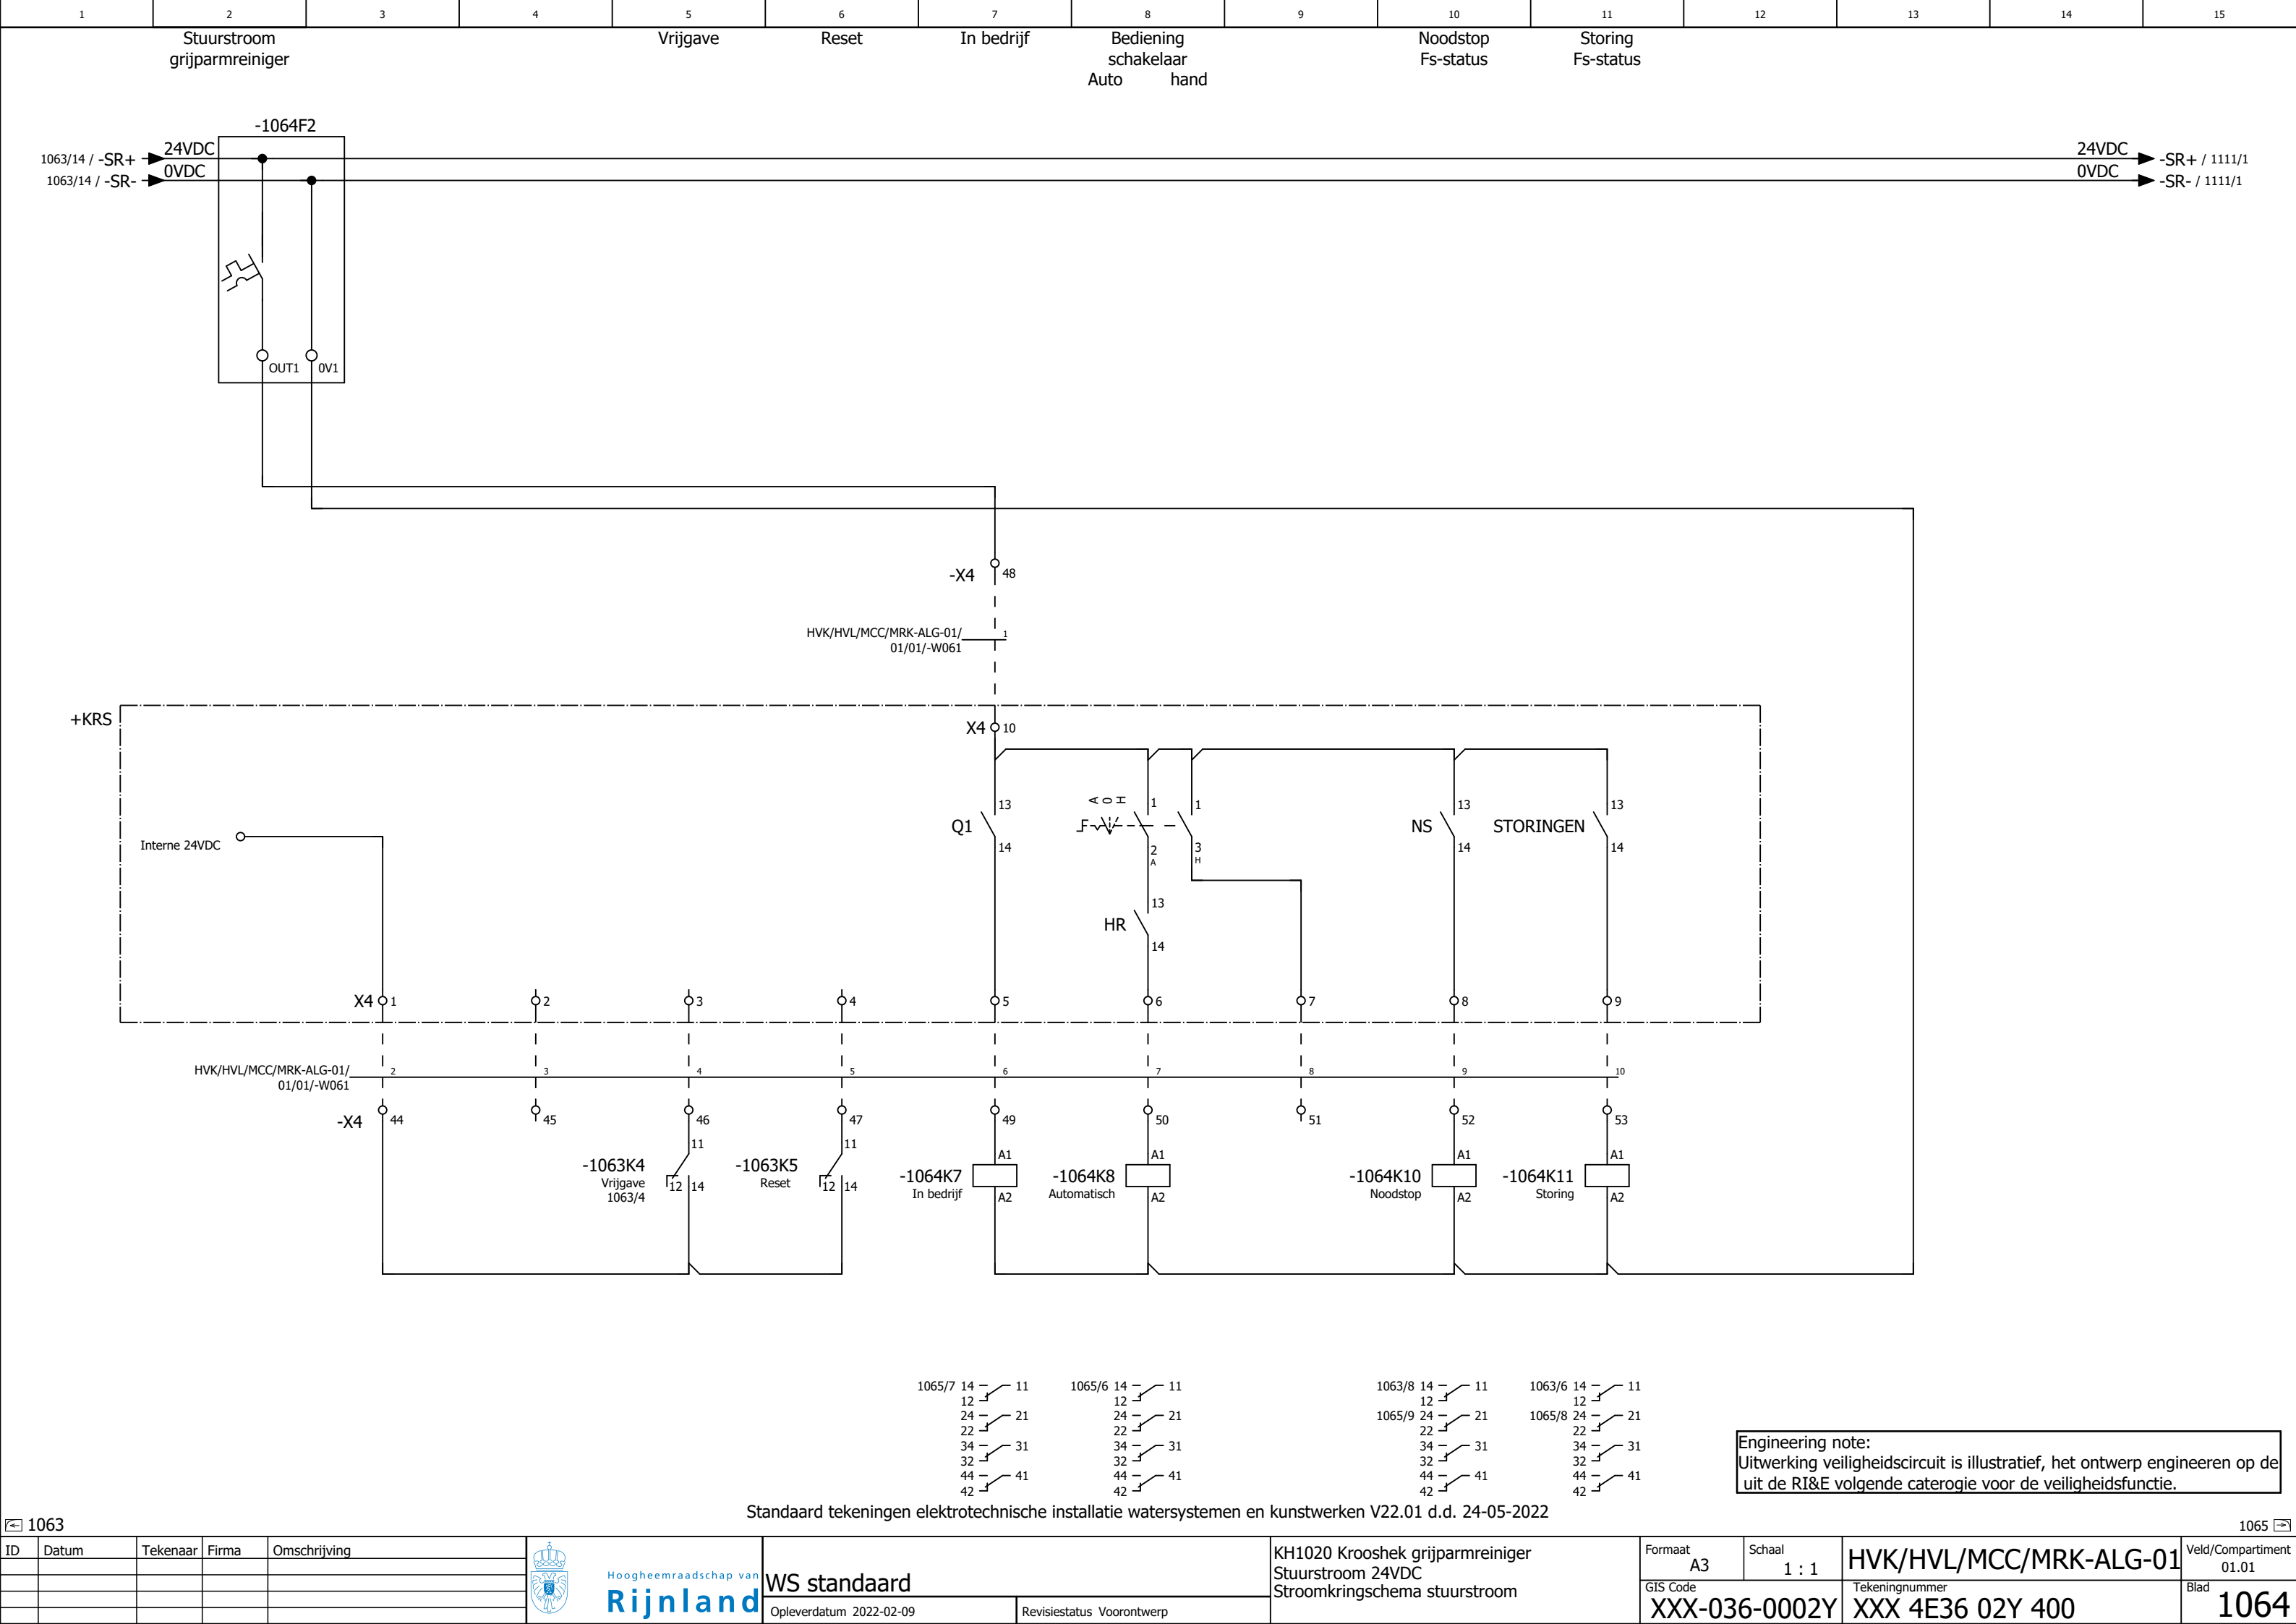 1 2 3 4 5 6 7 8 9 10 11 12 13 14 15
Stuurstroom
grijparmreiniger
Vrijgave
Reset
In bedrijf
Bediening
schakelaar
Auto hand
Noodstop
Fs-status
Storing
Fs-status
-1064F2
1063/14 / -SR+ 24VDC
1063/14 / -SR- 0VDC
24VDC -SR+ / 1111/1
0VDC -SR- / 1111/1
OUT1 0V1
-X4 48
HVK/HVL/MCC/MRK-ALG-01/ 1
01/01/-W061
+KRS
X4 10
A 0 H
13 1 1 13 13
Q1 NS STORINGEN
14 2 3 14 14
A H
Interne 24VDC
13
HR
14
X4 1 2 3 4 5 6 7 8 9
HVK/HVL/MCC/MRK-ALG-01/ 2 3 4 5 6 7 8 9 10
01/01/-W061
-X4 44 45 46 47 49 50 51 52 53
11 11 A1 A1 A1 A1
-1063K4
Vrijgave
1063/4
12 14
-1063K5
Reset
12 14
-1064K7
In bedrijf
A2
-1064K8
Automatisch
A2
-1064K10
Noodstop
A2
-1064K11
Storing
A2
1065/7 14 11
12
24 21
22
34 31
32
44 41
42
1065/6 14 11
12
24 21
22
34 31
32
44 41
42
1063/8 14 11
12
1065/9 24 21
22
34 31
32
44 41
42
1063/6 14 11
12
1065/8 24 21
22
34 31
32
44 41
42
Engineering note:
Uitwerking veiligheidscircuit is illustratief, het ontwerp engineeren op de
uit de RI&E volgende caterogie voor de veiligheidsfunctie.
Standaard tekeningen elektrotechnische installatie watersystemen en kunstwerken V22.01 d.d. 24-05-2022
1063
1065
ID Datum Tekenaar Firma Omschrijving
Hoogheemraadschap van
Rijnland
WS standaard
Opleverdatum 2022-02-09
Revisiestatus Voorontwerp
KH1020 Krooshek grijparmreiniger
Stuurstroom 24VDC
Stroomkringschema stuurstroom
Formaat
A3
Schaal
1 : 1
HVK/HVL/MCC/MRK-ALG-01
Veld/Compartiment
01.01
GIS Code
XXX-036-0002Y
Tekeningnummer
XXX 4E36 02Y 400
Blad
1064